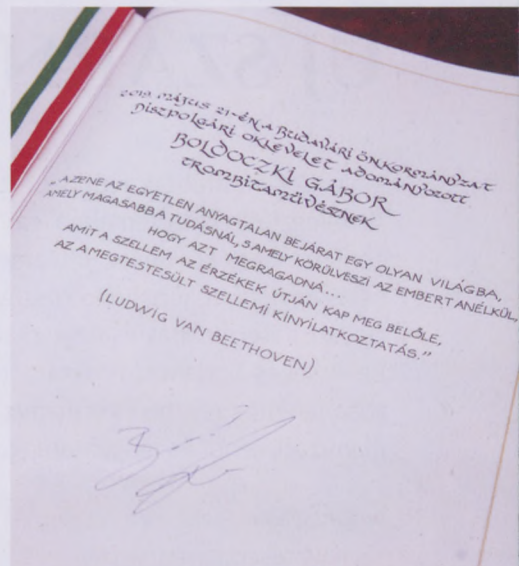 2019. MÁJUS 21-ÉN A BUDAVÁRI ÖNKORMÁNYZAT
DÍSZPOLGÁRI OKLEVELET ADOMÁNYOZOTT
BOLDOCZKI GÁBOR
TROMBITAMŰVÉSZNEK
„A ZENE AZ EGYETLEN ANYAGTALAN BEJÁRAT EGY OLYAN VILÁGBA,
AMELY MAGASABB A TUDÁSNÁL, S AMELY KÖRÜLVESZI AZ EMBERT ANÉLKÜL,
HOGY AZT MEGRAGADNÁ...
AMIT A SZELLEM AZ ÉRZÉKEK ÚTJÁN KAP MEG BELŐLE,
AZ A MEGTESTESÜLT SZELLEMI KINYILATKOZTATÁS."
(LUDWIG VAN BEETHOVEN)